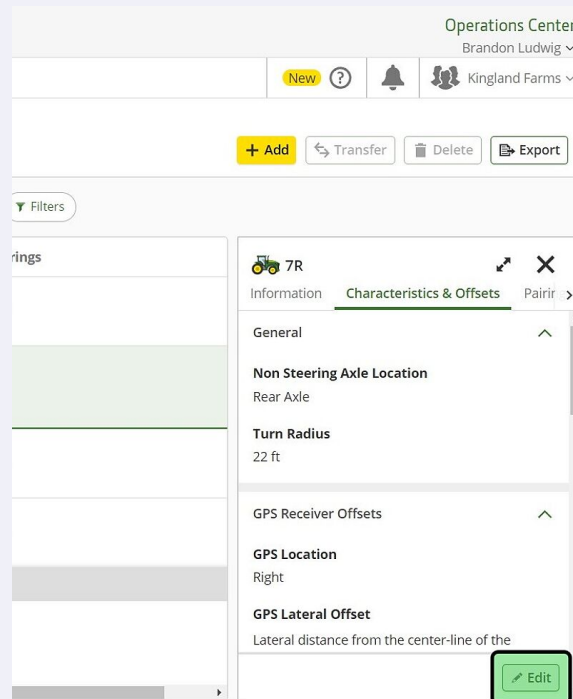 Operations Center
Brandon Ludwig
New
Kingland Farms
+ Add
Transfer
Delete
Export
Filters
rings
7R
Information
Characteristics & Offsets
Pairin
General
Non Steering Axle Location
Rear Axle
Turn Radius
22 ft
GPS Receiver Offsets
GPS Location
Right
GPS Lateral Offset
Lateral distance from the center-line of the
Edit